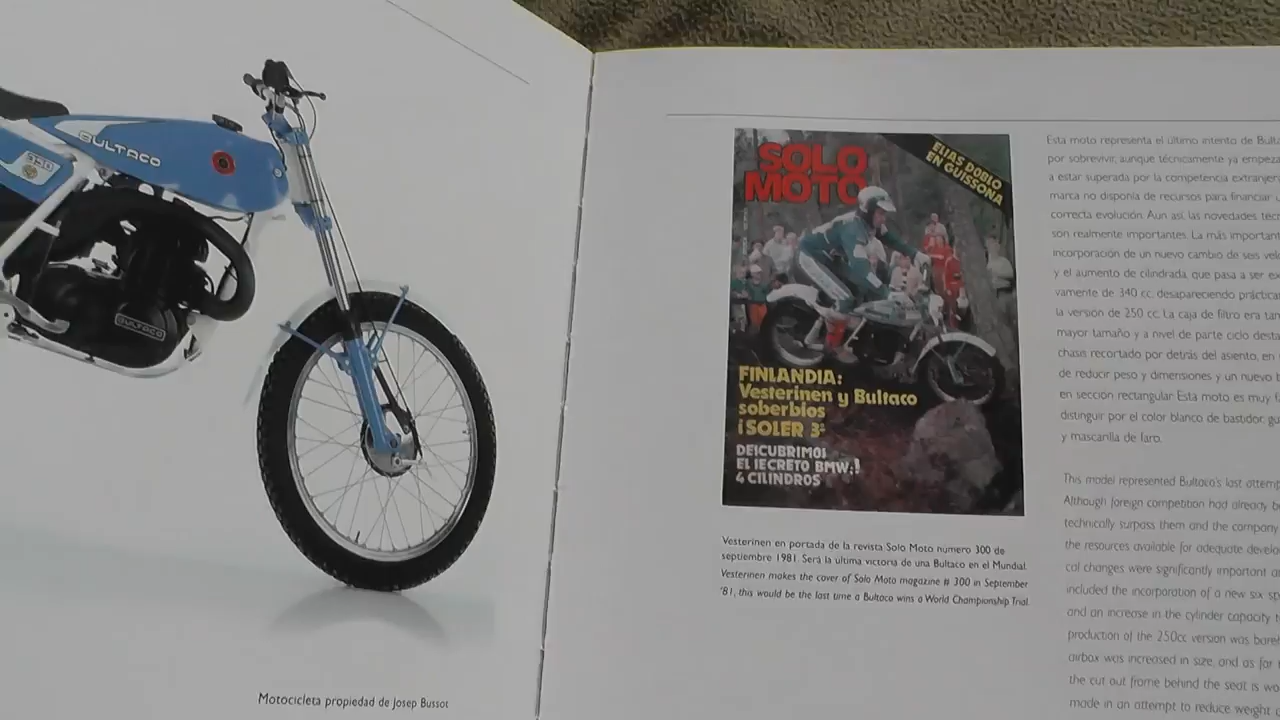 BULTACO
350
BULTACO
Motocicleta propiedad de Josep Bussot
SOLO
MOTO
ELIAS DOBLO
EN GUISSONA
FINLANDIA:
Vesterinen y Bultaco
soberbios
¡SOLER 3º
DEICUBRIMOI
EL IECRETO BMW:!
4 CILINDROS
Vesterinen en portada de la revista Solo Moto numero 300 de
septiembre 1981. Será la ultima victoria de una Bultaco en el Mundial.
Vesterinen makes the cover of Solo Moto magazine # 300 in September
'81, this would be the last time a Bultaco wins a World Championship Trial.
Esta moto representa el último intento de
por sobrevivir, aunque técnicamente ya
a estar superada por la competencia
marca no disponía de recursos para financiar
correcta evolución. Aun así, las novedades
son realmente importantes. La más
incorporación de un nuevo cambio de seis
y el aumento de cilindrada, que pasa a ser
vamente de 340 cc, desapareciendo
la versión de 250 cc. La caja de filtro era
mayor tamaño y a nivel de parte ciclo
chasis recortado por detrás del asiento, en
de reducir peso y dimensiones y un nuevo
en sección rectangular. Esta moto es muy
distinguir por el color blanco de bastidor,
y mascarilla de faro.
This model represented Bultaco's last
Although foreign competition had already
technically surpass them and the company
the resources available for adequate
cal changes were significantly important
included the incorporation of a new six
and an increase in the cylinder capacity
production of the 250cc version was
airbox was increased in size, and as far
the cut out frame behind the seat is
made in an attempt to reduce weight